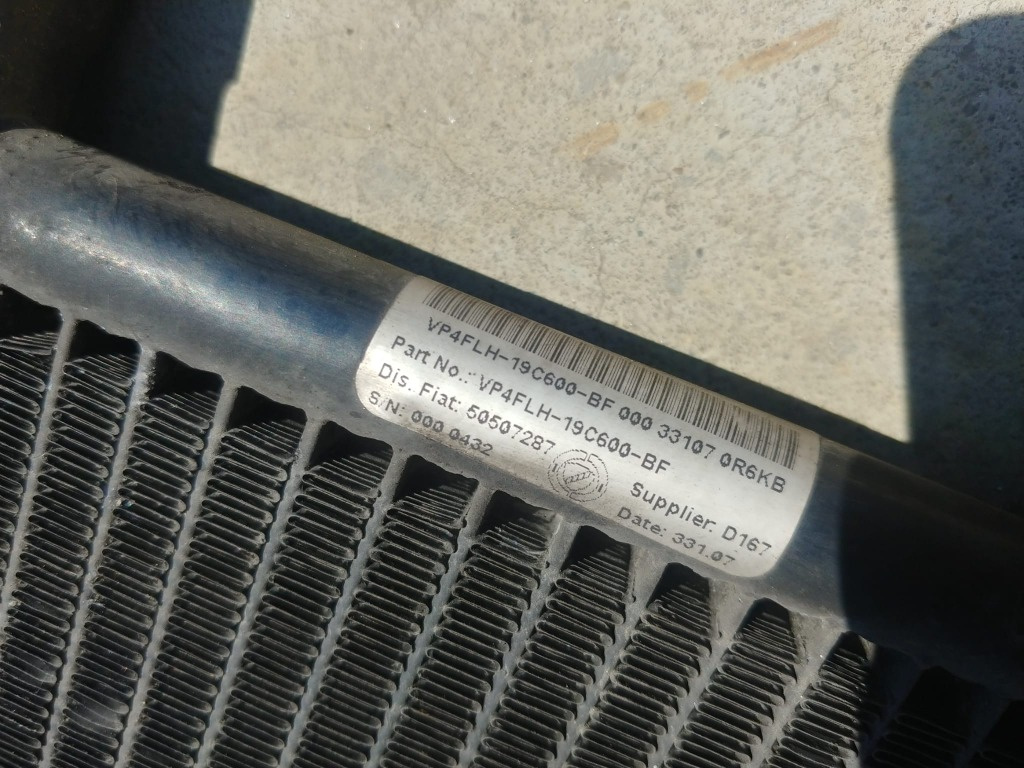 VP4FLH-19C600-BF 000 33107 0R6KB
Part No.: VP4FLH-19C600-BF
Dis. Fiat: 50507287
Supplier: D167
S/N: 000 0432
Date: 331.07